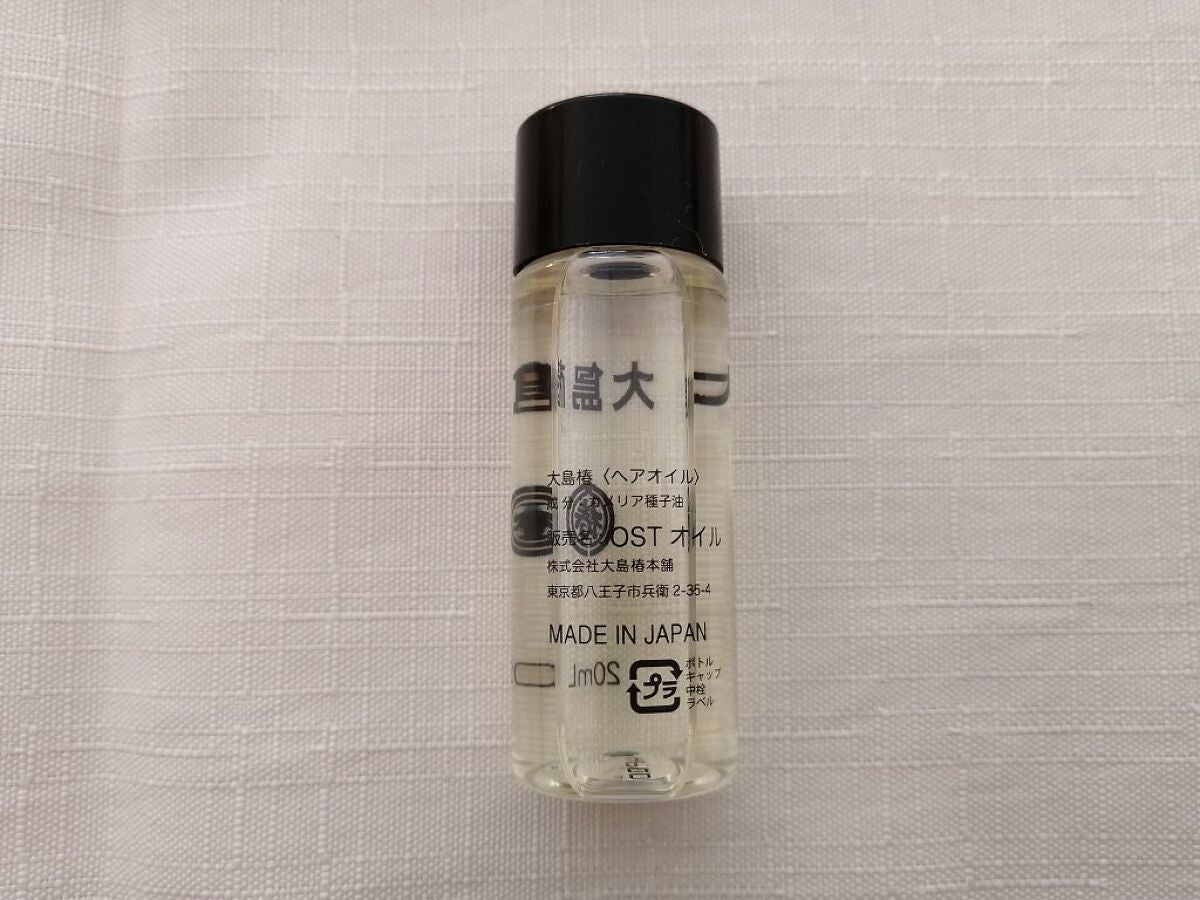 大島椿
大島椿〈ヘアオイル〉
成分:カメリア種子油
販売名:OST オイル
株式会社大島椿本舗
東京都八王子市兵衛 2-35-4
MADE IN JAPAN
20mL
プラ
ボトル
キャップ
中栓
ラベル